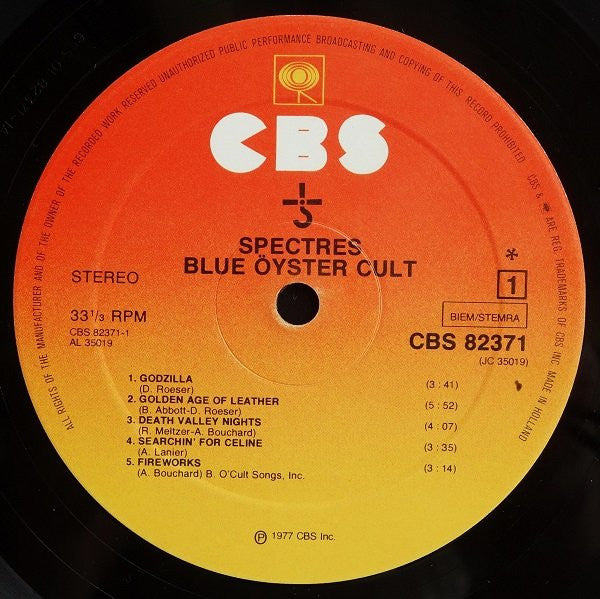 ALL RIGHTS OF THE MANUFACTURER AND OF THE OWNER OF THE RECORDED WORK RESERVED UNAUTHORIZED PUBLIC PERFORMANCE BROADCASTING AND COPYING OF THIS RECORD PROHIBITED CBS & ARE REG. TRADEMARKS OF CBS INC. MADE IN HOLLAND
CBS
SPECTRES
BLUE ÖYSTER CULT
STEREO
* 1
33 1/3 RPM
BIEM/STEMRA
CBS 82371-1
AL 35019
CBS 82371
(JC 35019)
1. GODZILLA (3 : 41)
(D. Roeser)
2. GOLDEN AGE OF LEATHER (5 : 52)
(B. Abbott-D. Roeser)
3. DEATH VALLEY NIGHTS (4 : 07)
(R. Meltzer-A. Bouchard)
4. SEARCHIN' FOR CELINE (3 : 35)
(A. Lanier)
5. FIREWORKS (3 : 14)
(A. Bouchard) B. O'Cult Songs, Inc.
℗ 1977 CBS Inc.